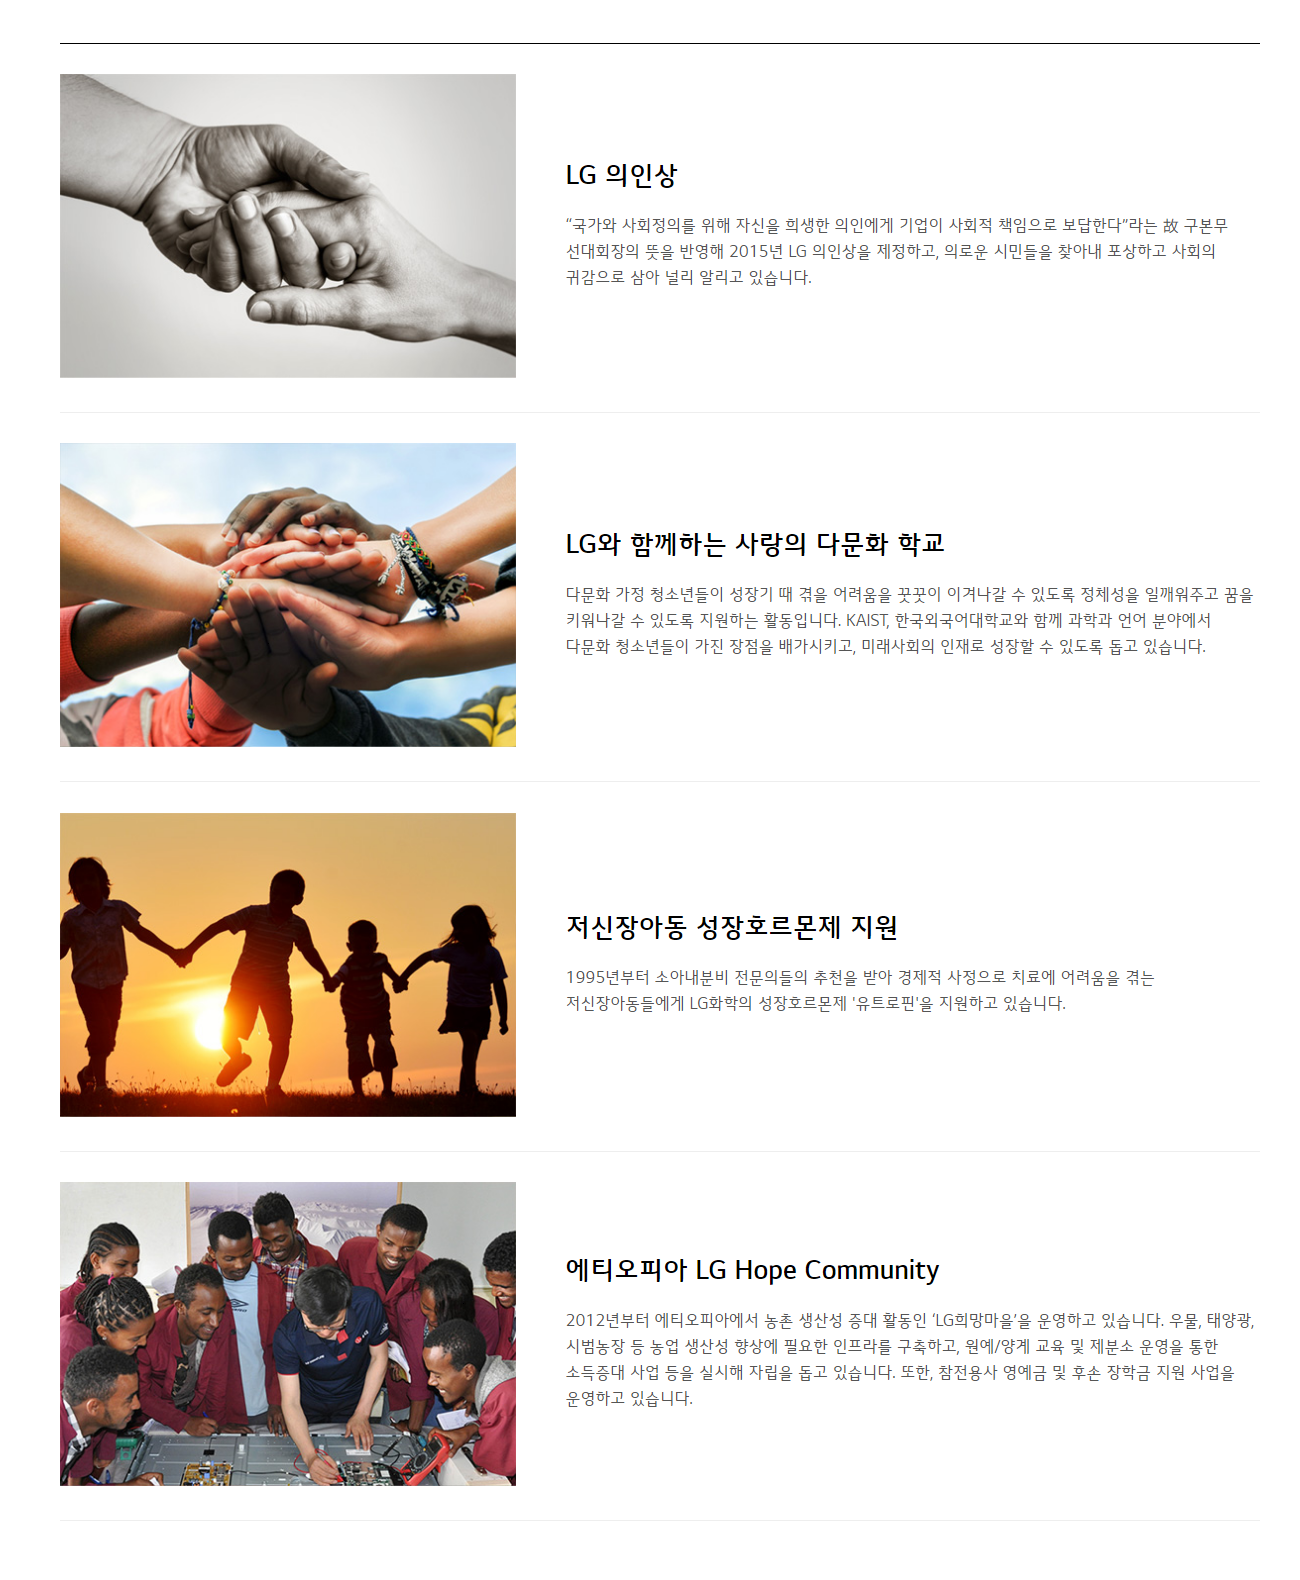 LG 의인상
“국가와 사회정의를 위해 자신을 희생한 의인에게 기업이 사회적 책임으로 보답한다”라는 故 구본무
선대회장의 뜻을 반영해 2015년 LG 의인상을 제정하고, 의로운 시민들을 찾아내 포상하고 사회의
귀감으로 삼아 널리 알리고 있습니다.
LG와 함께하는 사랑의 다문화 학교
다문화 가정 청소년들이 성장기 때 겪을 어려움을 꿋꿋이 이겨나갈 수 있도록 정체성을 일깨워주고 꿈을
키워나갈 수 있도록 지원하는 활동입니다. KAIST, 한국외국어대학교와 함께 과학과 언어 분야에서
다문화 청소년들이 가진 장점을 배가시키고, 미래사회의 인재로 성장할 수 있도록 돕고 있습니다.
저신장아동 성장호르몬제 지원
1995년부터 소아내분비 전문의들의 추천을 받아 경제적 사정으로 치료에 어려움을 겪는
저신장아동들에게 LG화학의 성장호르몬제 '유트로핀'을 지원하고 있습니다.
에티오피아 LG Hope Community
2012년부터 에티오피아에서 농촌 생산성 증대 활동인 ‘LG희망마을’을 운영하고 있습니다. 우물, 태양광,
시범농장 등 농업 생산성 향상에 필요한 인프라를 구축하고, 원예/양계 교육 및 제분소 운영을 통한
소득증대 사업 등을 실시해 자립을 돕고 있습니다. 또한, 참전용사 영예금 및 후손 장학금 지원 사업을
운영하고 있습니다.